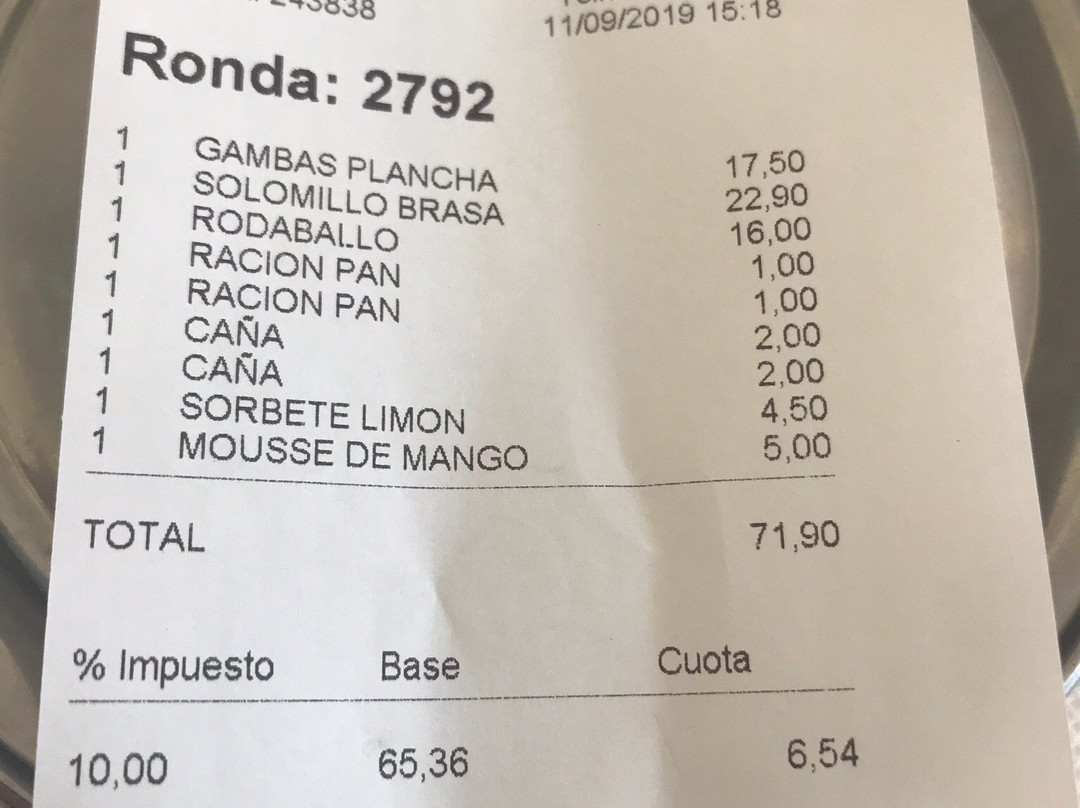 243838
11/09/2019 15:18
Ronda: 2792
1 GAMBAS PLANCHA 17,50
1 SOLOMILLO BRASA 22,90
1 RODABALLO 16,00
1 RACION PAN 1,00
1 RACION PAN 1,00
1 CAÑA 2,00
1 CAÑA 2,00
1 SORBETE LIMON 4,50
1 MOUSSE DE MANGO 5,00
TOTAL 71,90
% Impuesto Base Cuota
10,00 65,36 6,54